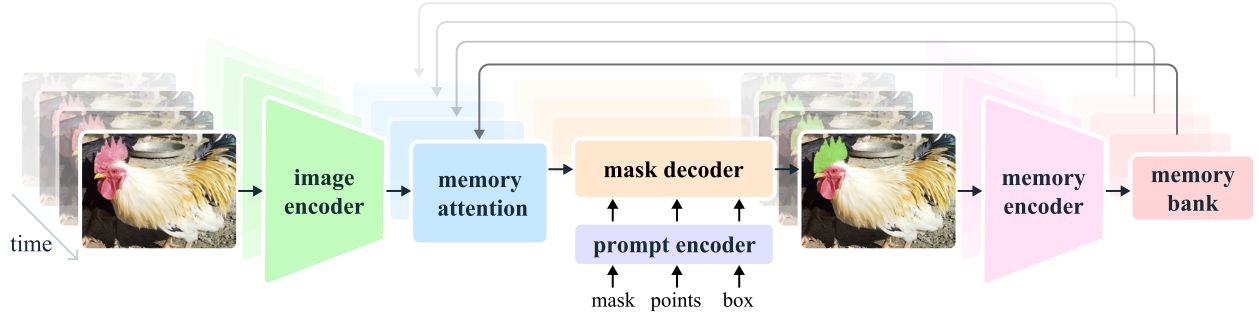 time
image
encoder
memory
attention
mask decoder
prompt encoder
mask points box
memory
encoder
memory
bank